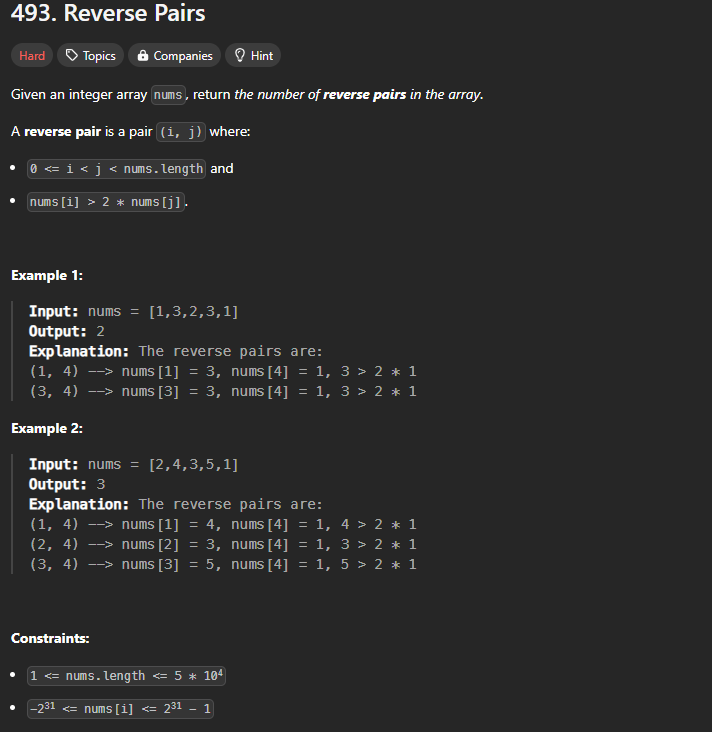 493. Reverse Pairs
Hard Topics Companies Hint
Given an integer array nums, return the number of reverse pairs in the array.
A reverse pair is a pair (i, j) where:
• 0 <= i < j < nums.length and
• nums[i] > 2 * nums[j].
Example 1:
Input: nums = [1,3,2,3,1]
Output: 2
Explanation: The reverse pairs are:
(1, 4) --> nums[1] = 3, nums[4] = 1, 3 > 2 * 1
(3, 4) --> nums[3] = 3, nums[4] = 1, 3 > 2 * 1
Example 2:
Input: nums = [2,4,3,5,1]
Output: 3
Explanation: The reverse pairs are:
(1, 4) --> nums[1] = 4, nums[4] = 1, 4 > 2 * 1
(2, 4) --> nums[2] = 3, nums[4] = 1, 3 > 2 * 1
(3, 4) --> nums[3] = 5, nums[4] = 1, 5 > 2 * 1
Constraints:
• 1 <= nums.length <= 5 * 10⁴
• -2³¹ <= nums[i] <= 2³¹ - 1